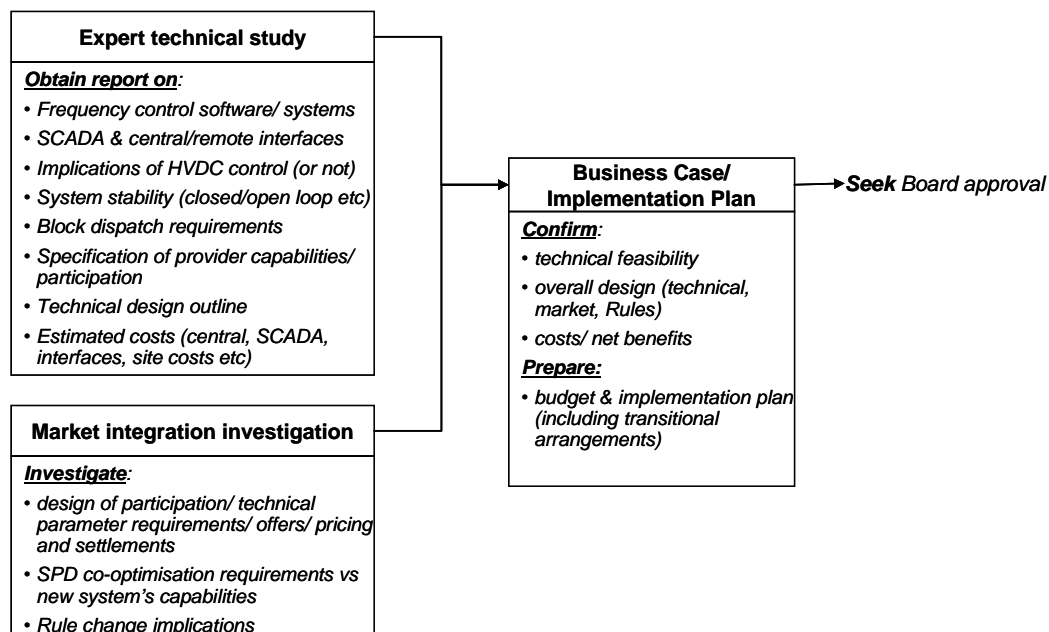 Expert technical study
Obtain report on:
• Frequency control software/ systems
• SCADA & central/remote interfaces
• Implications of HVDC control (or not)
• System stability (closed/open loop etc)
• Block dispatch requirements
• Specification of provider capabilities/
participation
• Technical design outline
• Estimated costs (central, SCADA,
interfaces, site costs etc)
Market integration investigation
Investigate:
• design of participation/ technical
parameter requirements/ offers/ pricing
and settlements
• SPD co-optimisation requirements vs
new system's capabilities
• Rule change implications
Business Case/
Implementation Plan
Confirm:
• technical feasibility
• overall design (technical,
market, Rules)
• costs/ net benefits
Prepare:
• budget & implementation plan
(including transitional
arrangements)
Seek Board approval